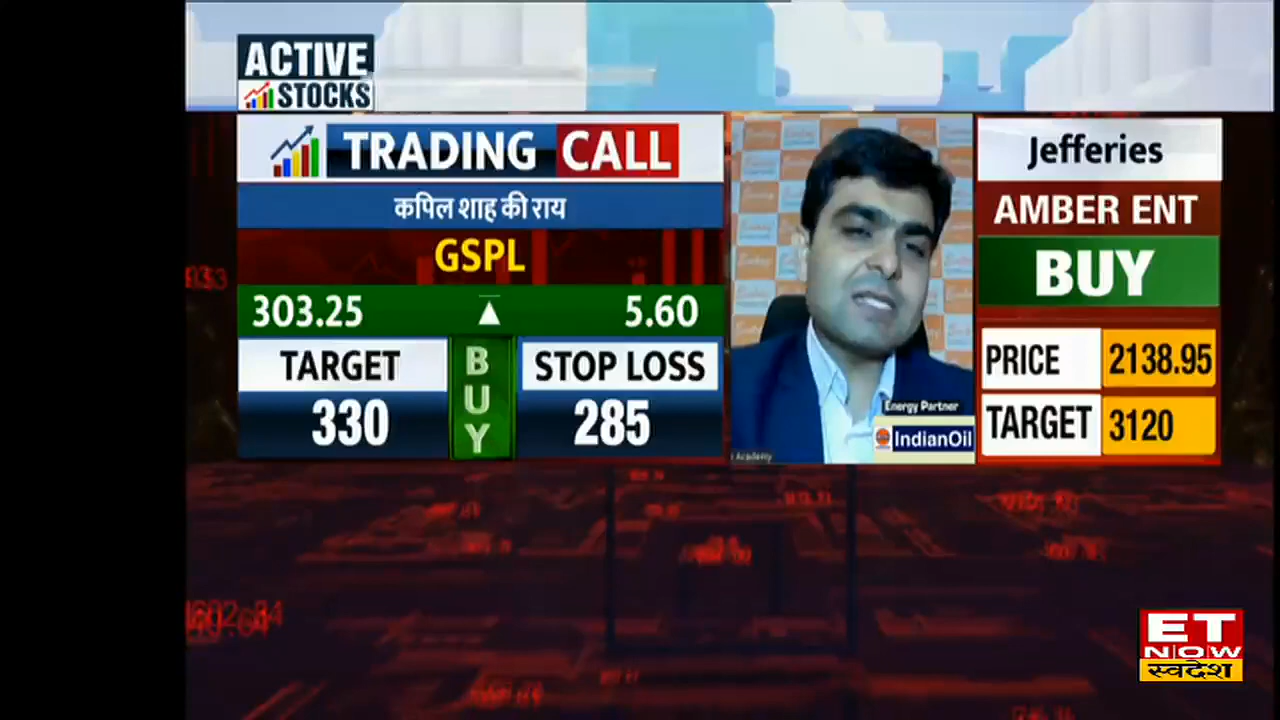 ACTIVE
STOCKS
TRADING CALL
कपिल शाह की राय
GSPL
303.25 ▲ 5.60
TARGET
330
BUY
STOP LOSS
285
Energy Partner
IndianOil
Academy
Jefferies
AMBER ENT
BUY
PRICE 2138.95
TARGET 3120
ET
NOW
स्वदेश